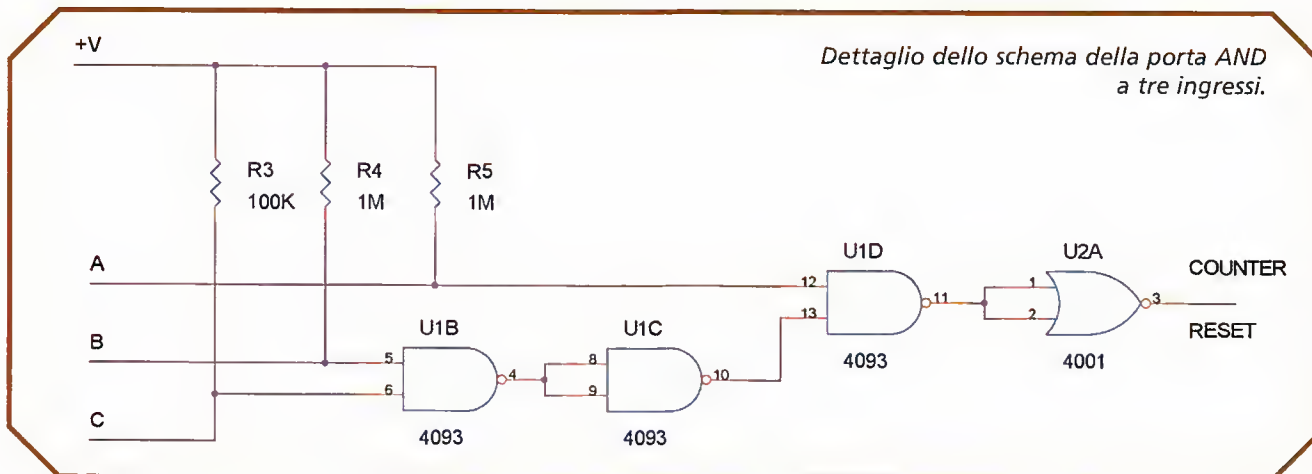 +V
Dettaglio dello schema della porta AND
a tre ingressi.
R3
100K
R4
1M
R5
1M
A
12
13
U1D
11
4093
1
2
U2A
3
4001
COUNTER
RESET
B
5
6
U1B
4
4093
8
9
U1C
10
4093
C